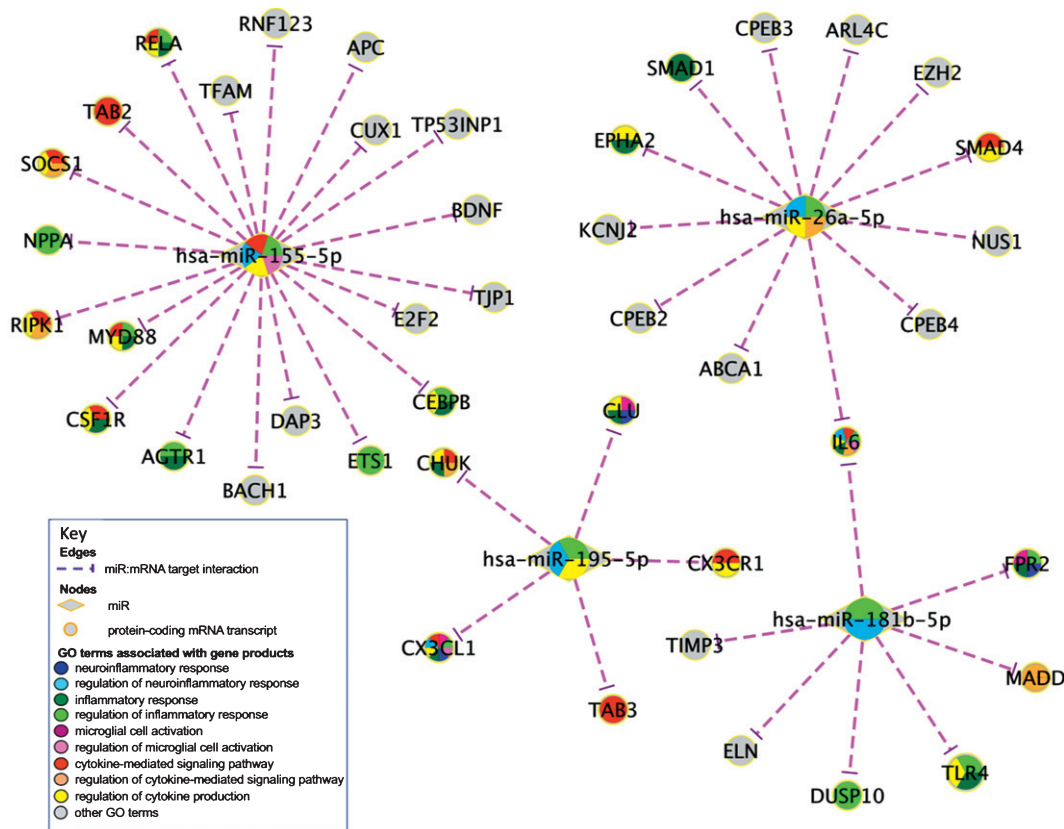 RNF123
CPEB3
ARL4C
RELA
APC
SMAD1
EZH2
TFAM
TAB2
CUX1
TP53INP1
EPHA2
SMAD4
SOCS1
BDNF
hsa-miR-26a-5p
KCNJ2
NPPA
hsa-miR-155-5p
NUS1
TJP1
RIPK1
MYD88
E2F2
CPEB2
CPEB4
ABCA1
CSF1R
DAP3
CEBPB
CLU
IL6
AGTR1
ETS1
CHUK
BACH1
hsa-miR-195-5p
CX3CR1
FPR2
hsa-miR-181b-5p
CX3CL1
TIMP3
MADD
TAB3
ELN
TLR4
DUSP10
Key
Edges
miR:mRNA target interaction
Nodes
miR
protein-coding mRNA transcript
GO terms associated with gene products
neuroinflammatory response
regulation of neuroinflammatory response
inflammatory response
regulation of inflammatory response
microglial cell activation
regulation of microglial cell activation
cytokine-mediated signaling pathway
regulation of cytokine-mediated signaling pathway
regulation of cytokine production
other GO terms